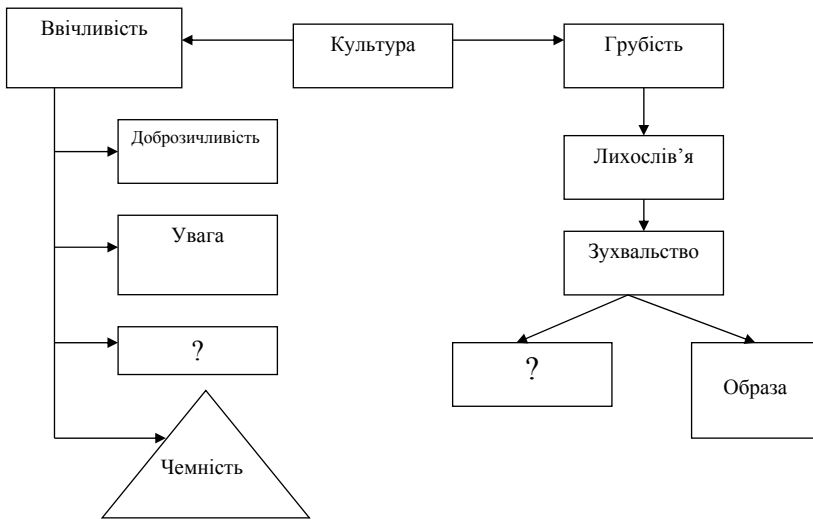 Ввічливість
Культура
Грубість
Доброзичливість
Лихослів’я
Увага
Зухвальство
?
?
Образа
Чемність